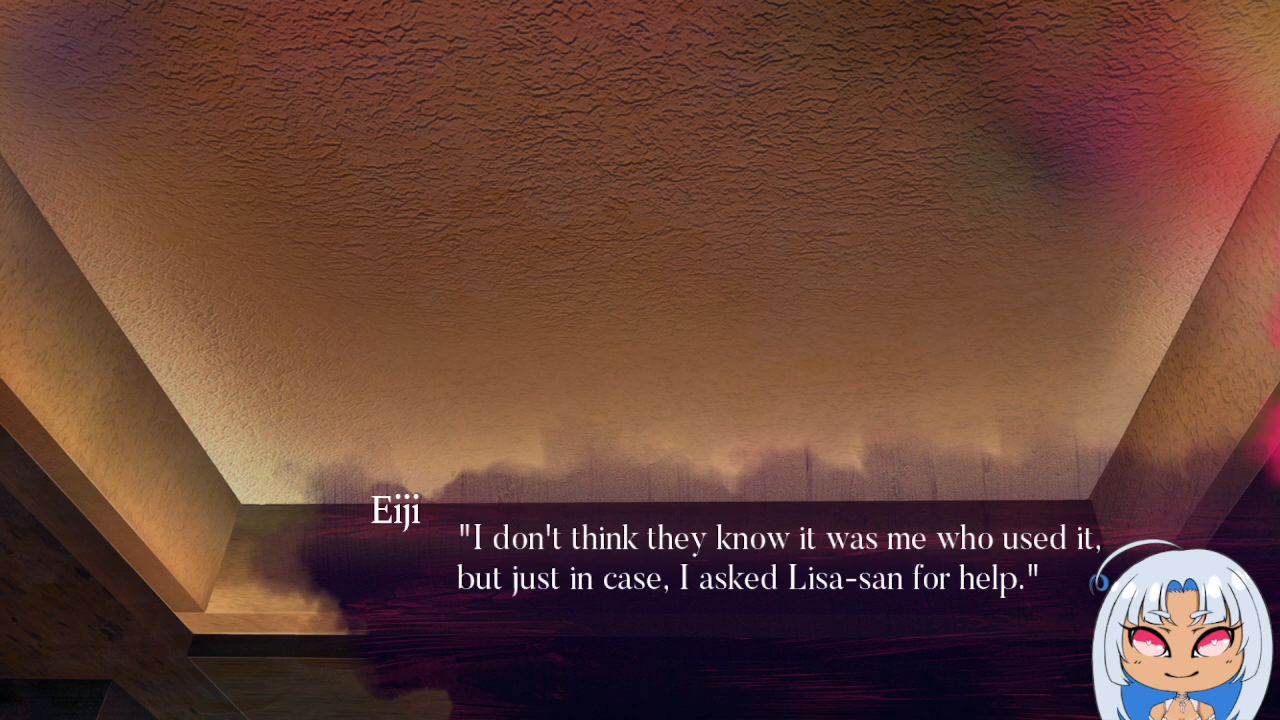 Eiji
"I don't think they know it was me who used it,
but just in case, I asked Lisa-san for help."